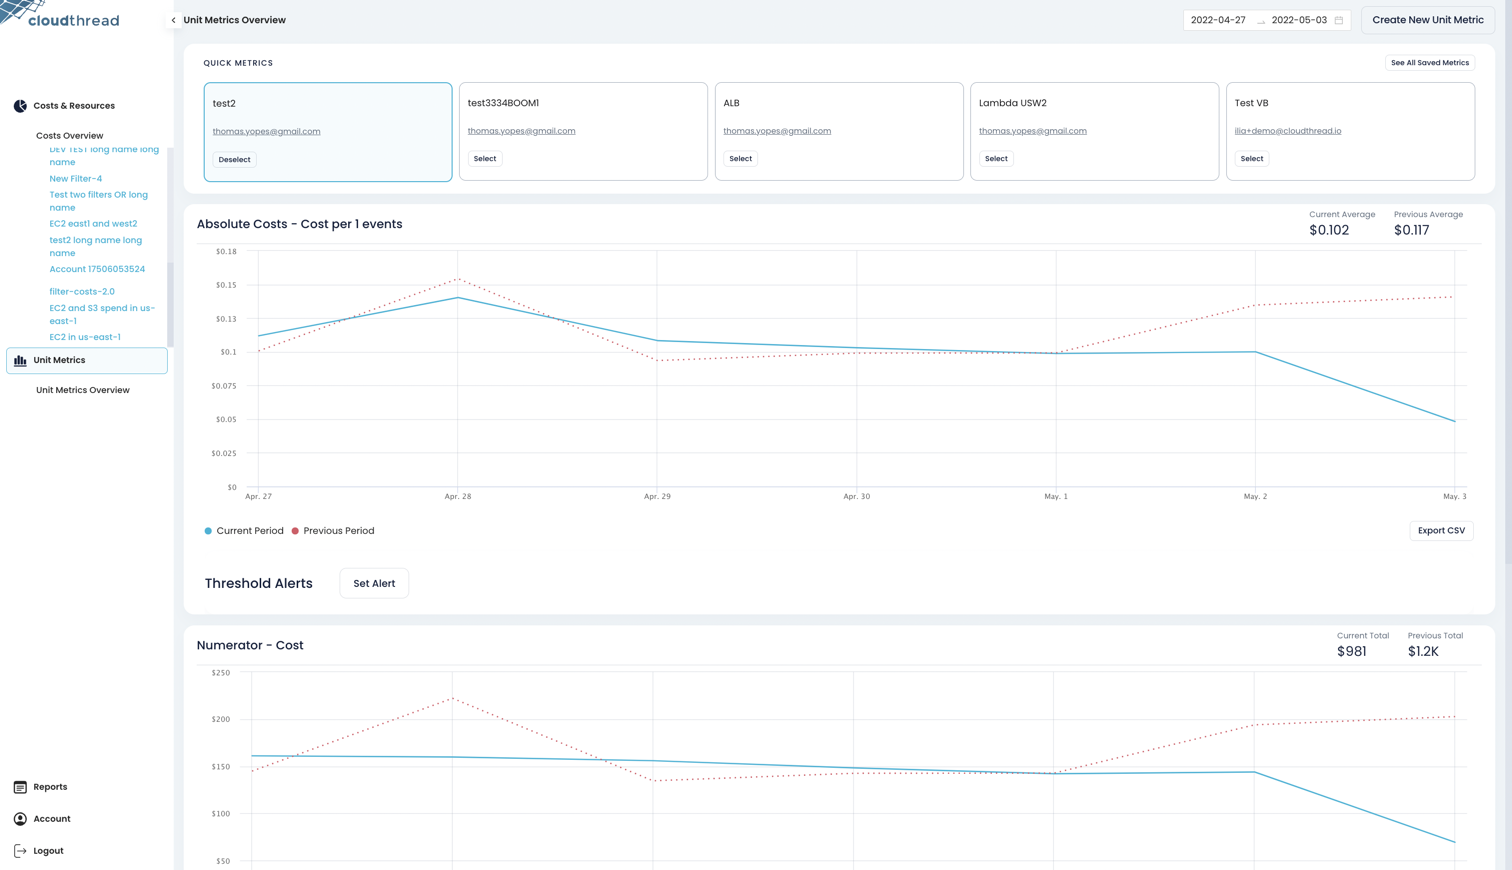 cloudthread
Unit Metrics Overview
2022-04-27
2022-05-03
Create New Unit Metric
Costs & Resources
Costs Overview
DEV TEST long name long
name
New Filter-4
Test two filters OR long
name
EC2 east1 and west2
test2 long name long
name
Account 17506053524
filter-costs-2.0
EC2 and S3 spend in us-
east-1
EC2 in us-east-1
Unit Metrics
Unit Metrics Overview
Reports
Account
Logout
QUICK METRICS
See All Saved Metrics
test2
thomas.yopes@gmail.com
Deselect
test3334BOOM1
thomas.yopes@gmail.com
Select
ALB
thomas.yopes@gmail.com
Select
Lambda USW2
thomas.yopes@gmail.com
Select
Test VB
ilia+demo@cloudthread.io
Select
Absolute Costs - Cost per 1 events
Current Average
$0.102
Previous Average
$0.117
$0.18
$0.15
$0.13
$0.1
$0.075
$0.05
$0.025
$0
Apr. 27
Apr. 28
Apr. 29
Apr. 30
May. 1
May. 2
May. 3
Current Period
Previous Period
Export CSV
Threshold Alerts
Set Alert
Numerator - Cost
Current Total
$981
Previous Total
$1.2K
$250
$200
$150
$100
$50